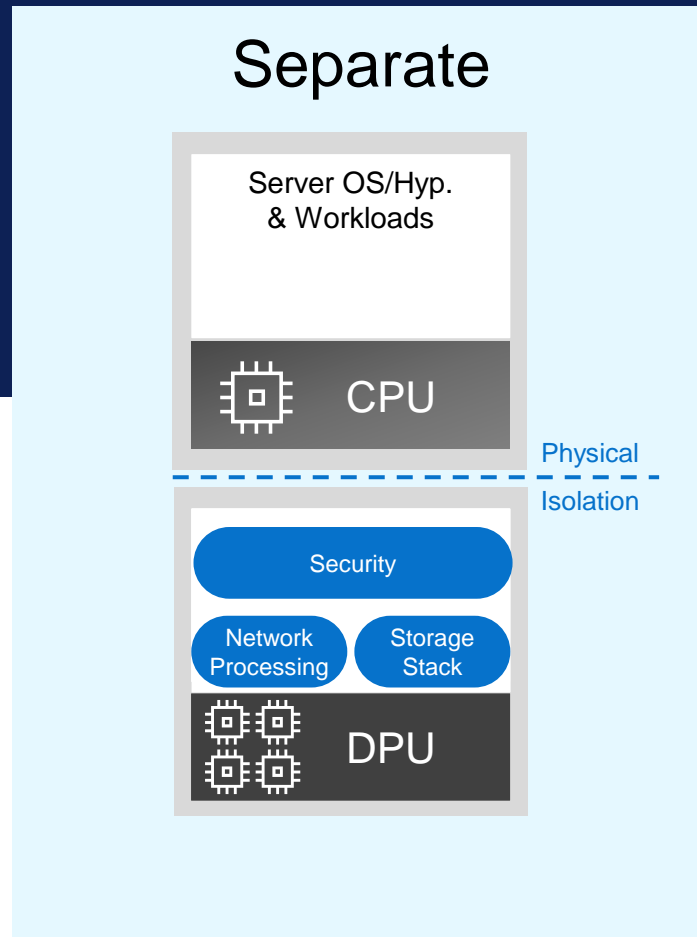 Separate
Server OS/Hyp.
& Workloads
CPU
Physical
Isolation
Security
Network
Processing
Storage
Stack
DPU